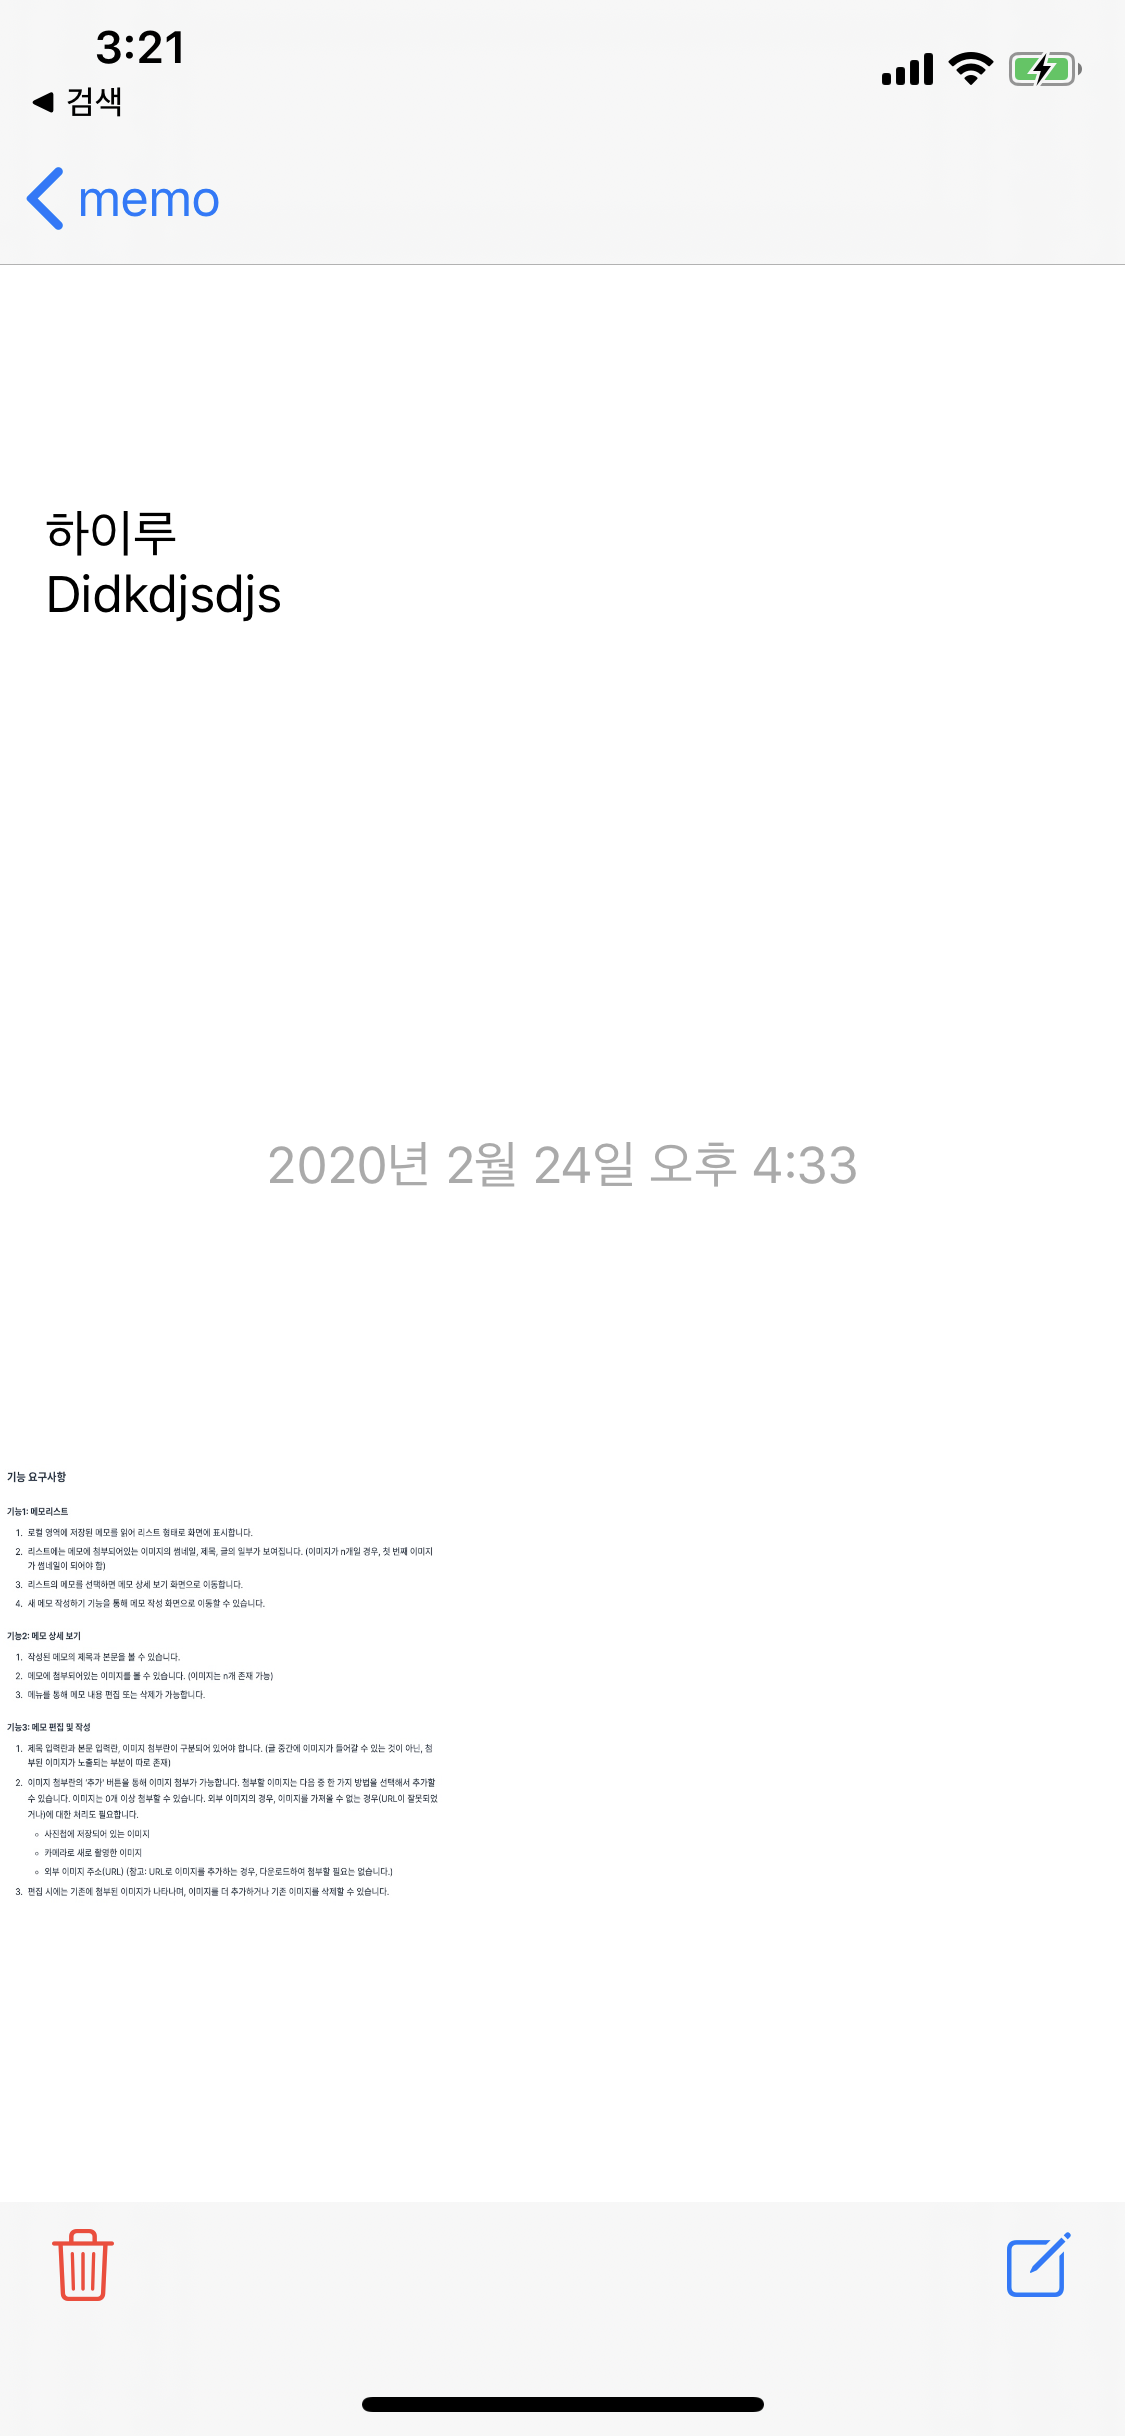 3:21
◀ 검색
memo
하이루
Didkdjsdjs
2020년 2월 24일 오후 4:33
기능 요구사항
기능1: 메모리스트
1. 로컬 영역에 저장된 메모를 읽어 리스트 형태로 화면에 표시합니다.
2. 리스트에는 메모에 첨부되어있는 이미지의 썸네일, 제목, 글의 일부가 보여집니다. (이미지가 n개일 경우, 첫 번째 이미지
가 썸네일이 되어야 함)
3. 리스트의 메모를 선택하면 메모 상세 보기 화면으로 이동합니다.
4. 새 메모 작성하기 기능을 통해 메모 작성 화면으로 이동할 수 있습니다.
기능2: 메모 상세 보기
1. 작성된 메모의 제목과 본문을 볼 수 있습니다.
2. 메모에 첨부되어있는 이미지를 볼 수 있습니다. (이미지는 n개 존재 가능)
3. 메뉴를 통해 메모 내용 편집 또는 삭제가 가능합니다.
기능3: 메모 편집 및 작성
1. 제목 입력란과 본문 입력란, 이미지 첨부란이 구분되어 있어야 합니다. (글 중간에 이미지가 들어갈 수 있는 것이 아닌, 첨
부된 이미지가 노출되는 부분이 따로 존재)
2. 이미지 첨부란의 '추가' 버튼을 통해 이미지 첨부가 가능합니다. 첨부할 이미지는 다음 중 한 가지 방법을 선택해서 추가할
수 있습니다. 이미지는 0개 이상 첨부할 수 있습니다. 외부 이미지의 경우, 이미지를 가져올 수 없는 경우(URL이 잘못되었
거나)에 대한 처리도 필요합니다.
◦ 사진첩에 저장되어 있는 이미지
◦ 카메라로 새로 촬영한 이미지
◦ 외부 이미지 주소(URL) (참고: URL로 이미지를 추가하는 경우, 다운로드하여 첨부할 필요는 없습니다.)
3. 편집 시에는 기존에 첨부된 이미지가 나타나며, 이미지를 더 추가하거나 기존 이미지를 삭제할 수 있습니다.